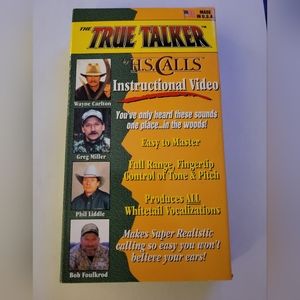 MADE
IN U.S.A.
THE TRUE TALKER™
by H.S. CALLS™
Instructional Video
Wayne Carlton
You've only heard these sounds
one place...in the woods!
Easy to Master
Greg Miller
Full Range, Fingertip
Control of Tone & Pitch
Phil Liddle
Produces ALL
Whitetail Vocalizations
Makes Super Realistic
calling so easy you won't
believe your ears!
Bob Foulkrod